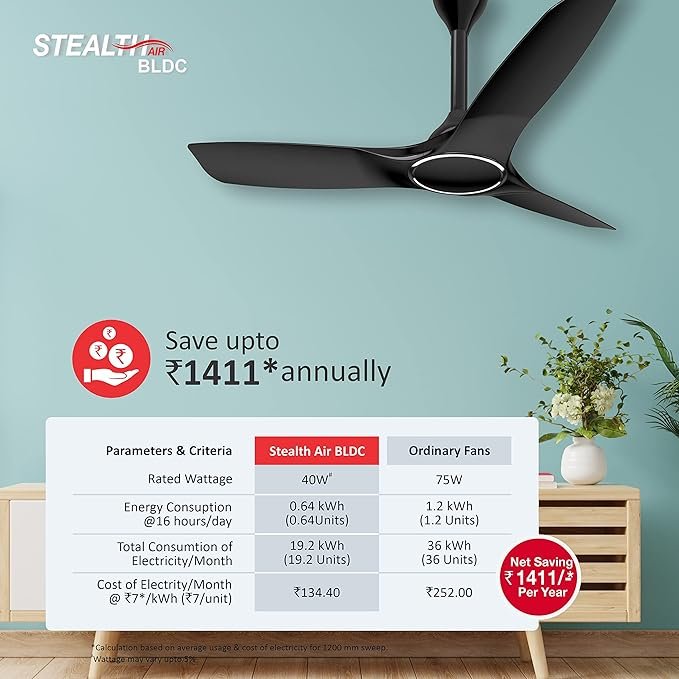 STEALTH AIR
BLDC
Save upto
₹1411* annually
Parameters & Criteria Stealth Air BLDC Ordinary Fans
Rated Wattage 40W# 75W
Energy Consuption 0.64 kWh 1.2 kWh
@16 hours/day (0.64Units) (1.2 Units)
Total Consumtion of 19.2 kWh 36 kWh
Electricity/Month (19.2 Units) (36 Units)
Cost of Electrity/Month ₹134.40 ₹252.00
@ ₹7*/kWh (₹7/unit)
Net Saving
₹1411/-*
Per Year
*Calculation based on average usage & cost of electricity for 1200 mm sweep.
#Wattage may vary upto 5%.